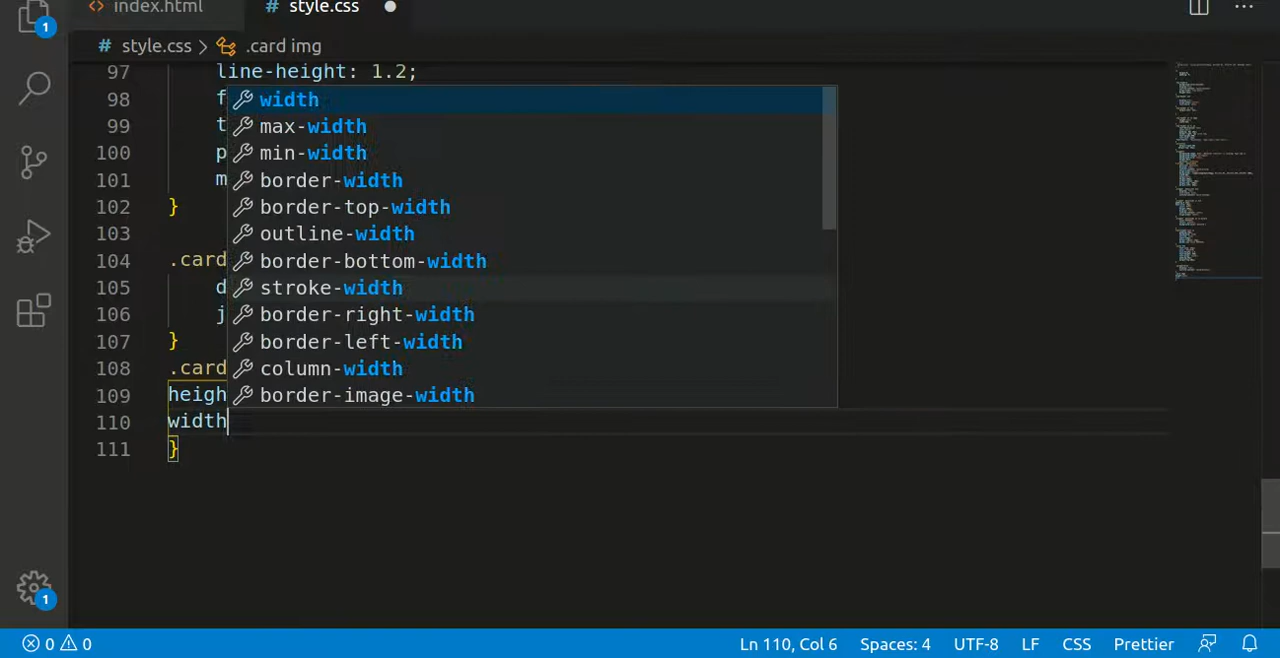 index.html # style.css
1
# style.css > .card img
97 line-height: 1.2;
98 f width
99 t max-width
100 p min-width
101 m border-width
102 } border-top-width
103 outline-width
104 .card border-bottom-width
105 d stroke-width
106 j border-right-width
107 } border-left-width
108 .card column-width
109 heigh border-image-width
110 width
111 }
1
0 0 Ln 110, Col 6 Spaces: 4 UTF-8 LF CSS Prettier